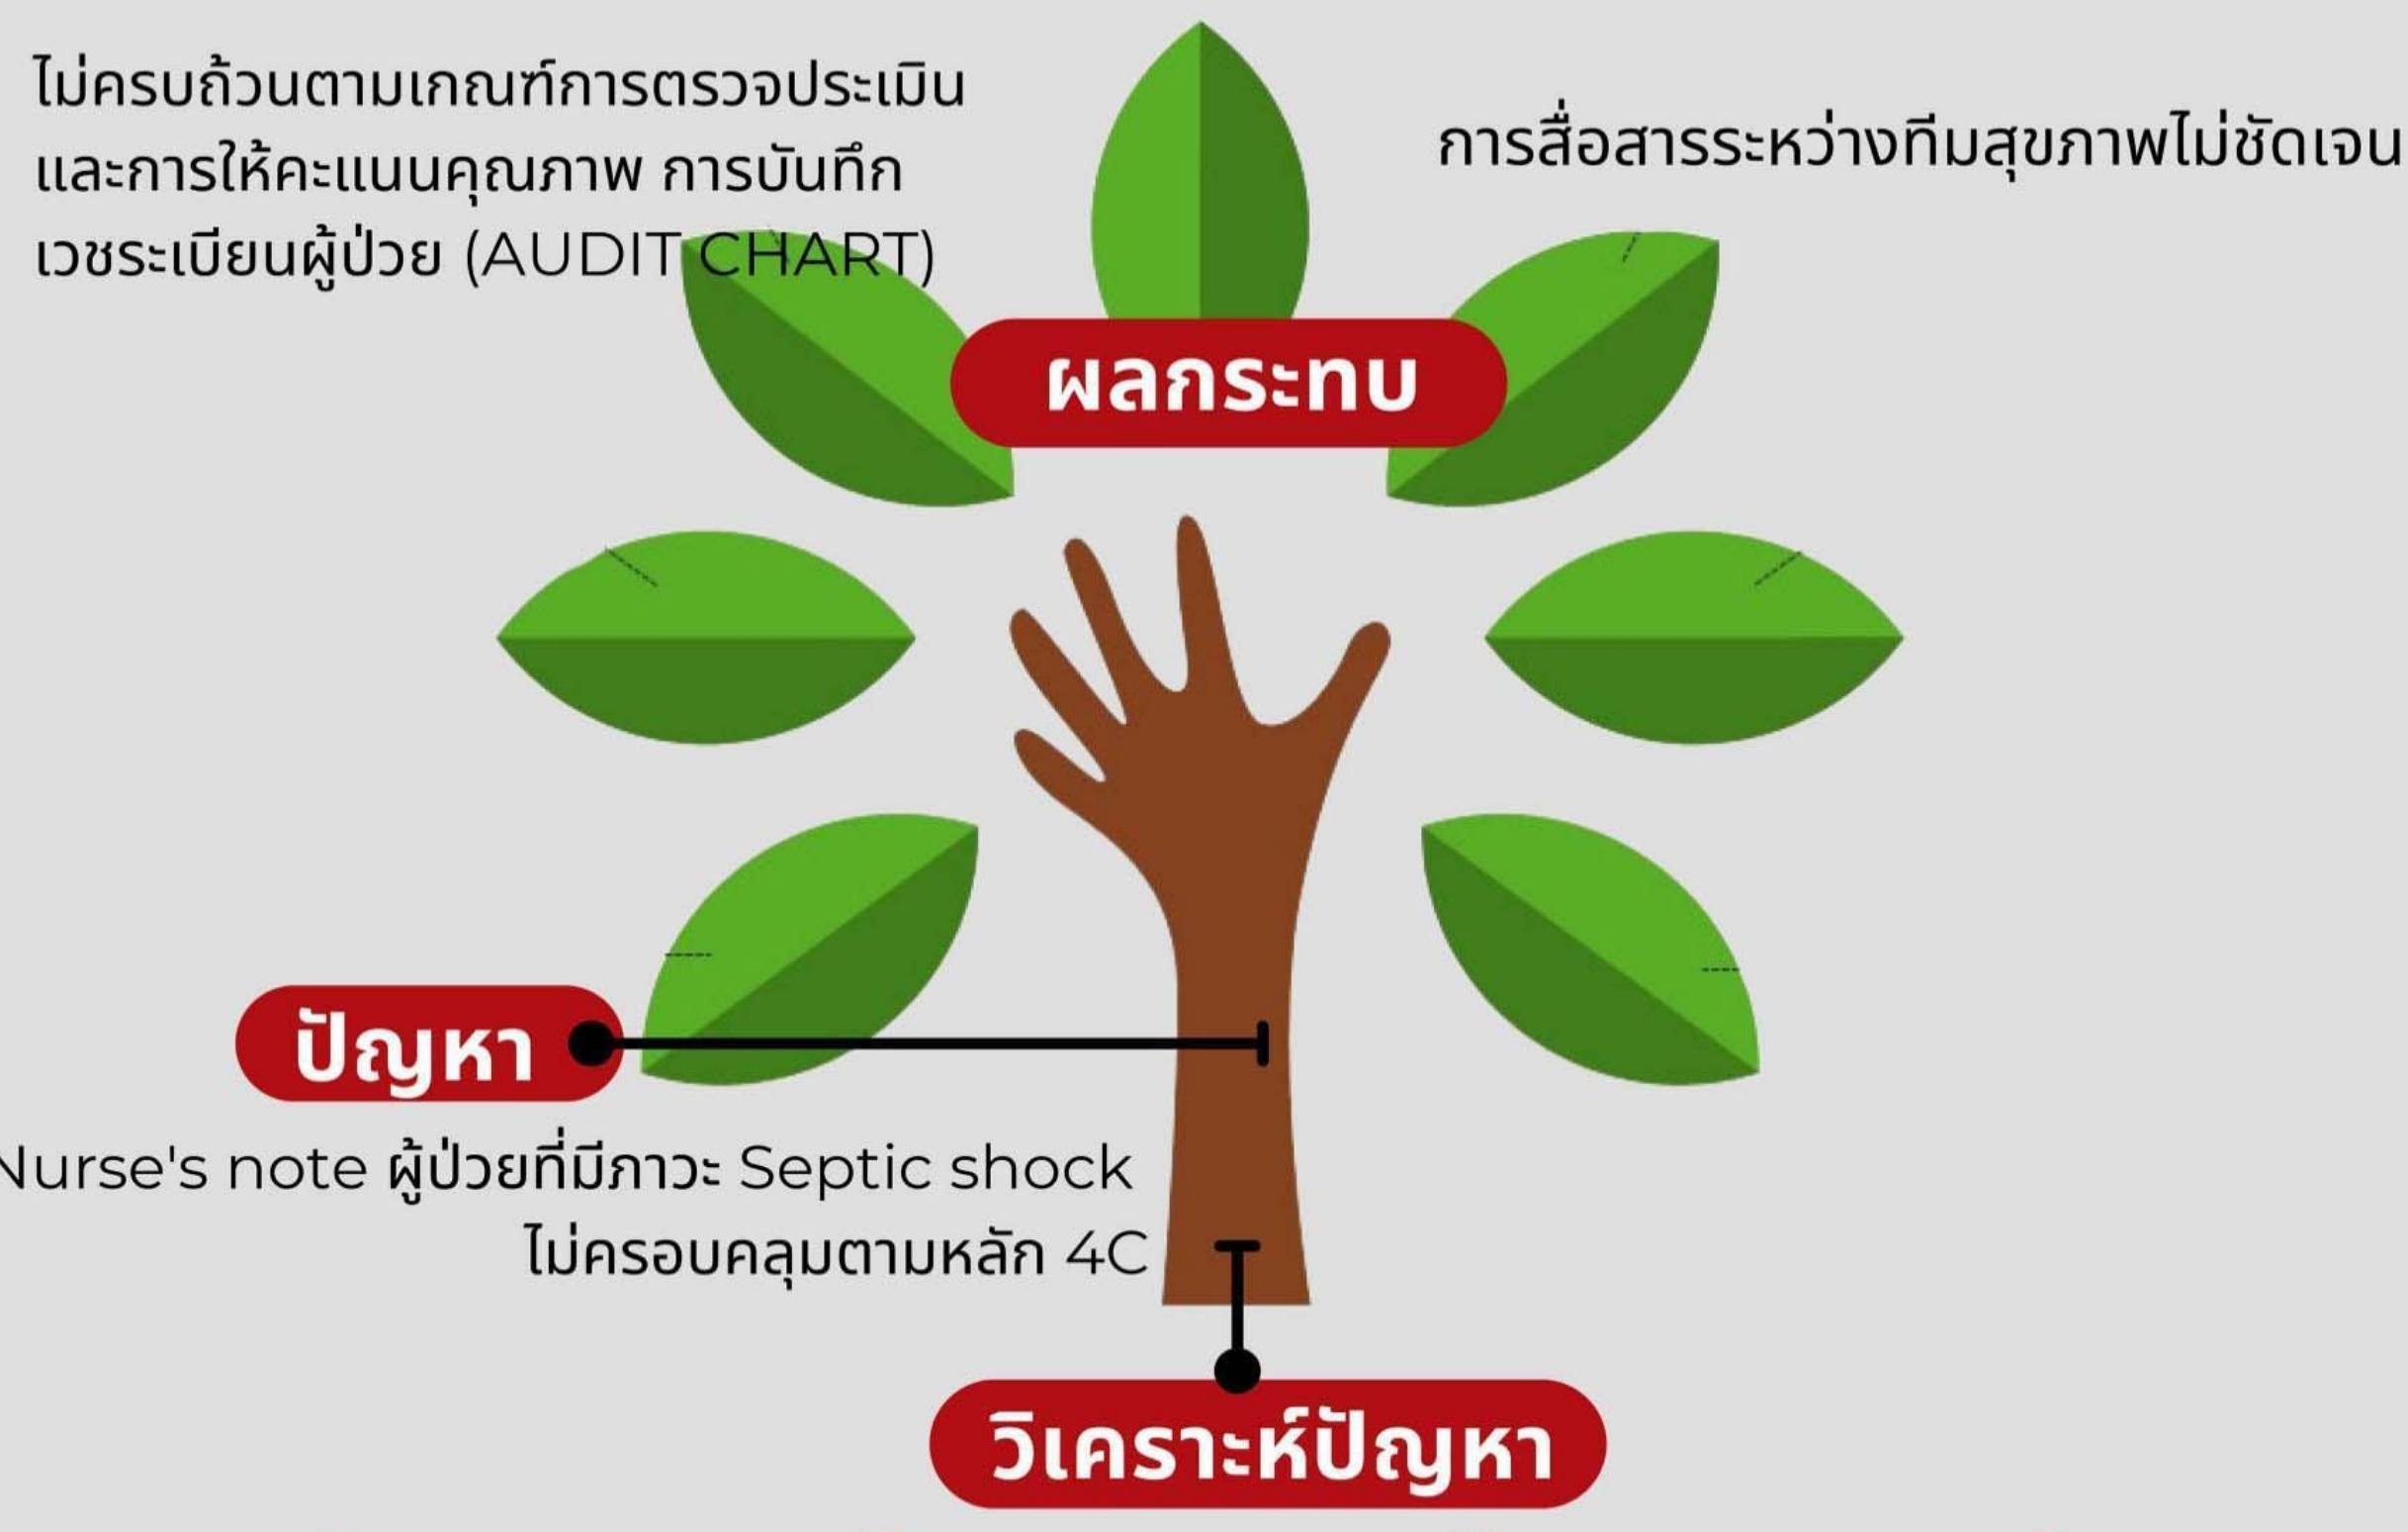 ไม่ครบถ้วนตามเกณฑ์การตรวจประเมิน
และการให้คะแนนคุณภาพ การบันทึก
เวชระเบียนผู้ป่วย (AUDIT CHART)
การสื่อสารระหว่างทีมสุขภาพไม่ชัดเจน
ผลกระทบ
ปัญหา
Nurse's note ผู้ป่วยที่มีภาวะ Septic shock
ไม่ครอบคลุมตามหลัก 4C
วิเคราะห์ปัญหา